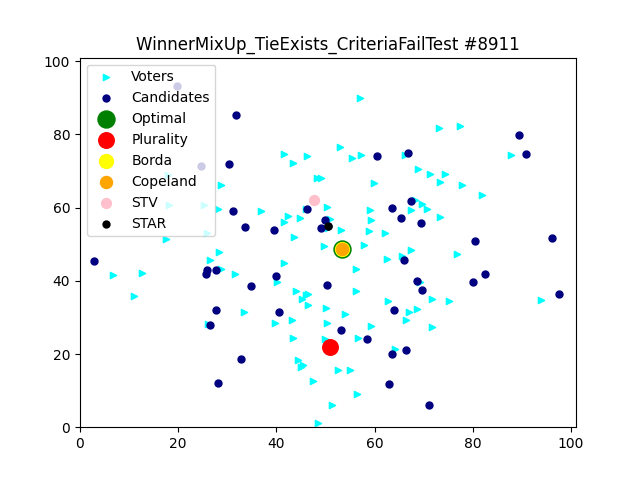 WinnerMixUp_TieExists_CriteriaFailTest #8911
100
80
60
40
20
0
0 20 40 60 80 100
Voters
Candidates
Optimal
Plurality
Borda
Copeland
STV
STAR